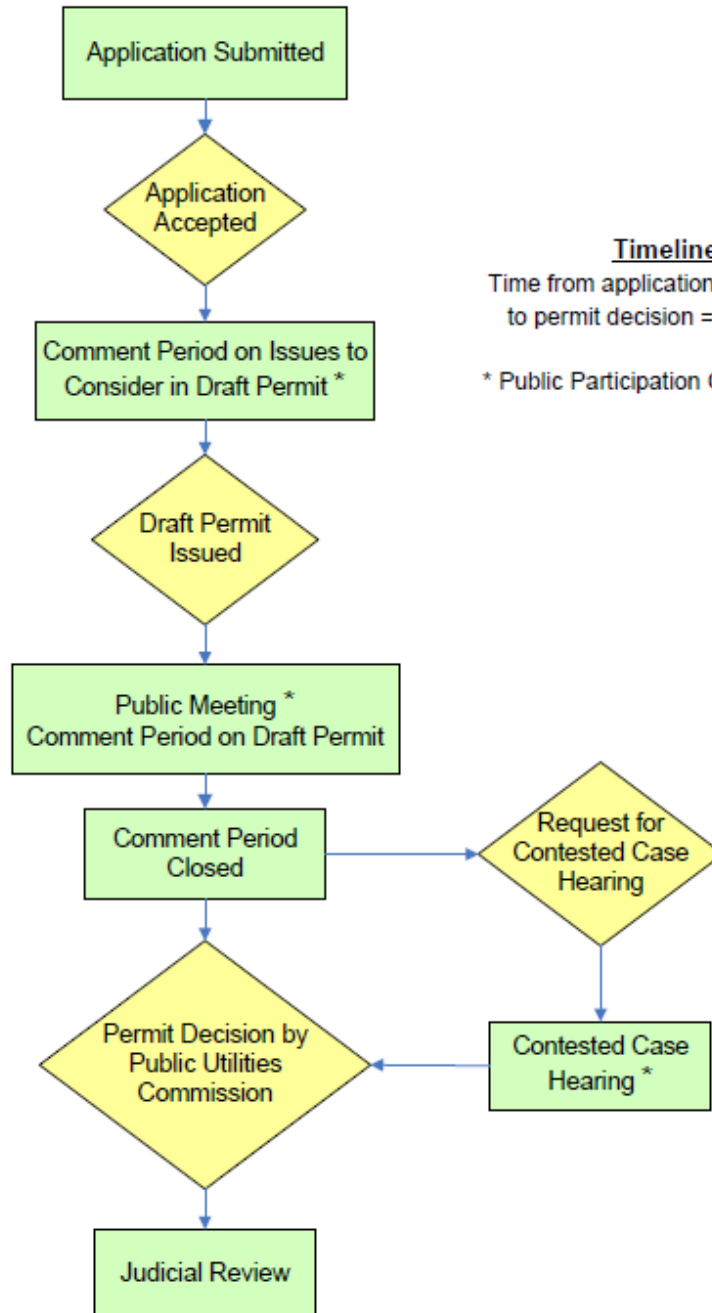 Application Submitted
Application
Accepted
Timeline
Time from application
to permit decision =
Comment Period on Issues to
Consider in Draft Permit *
* Public Participation
Draft Permit
Issued
Public Meeting *
Comment Period on Draft Permit
Comment Period
Closed
Request for
Contested Case
Hearing
Permit Decision by
Public Utilities
Commission
Contested Case
Hearing *
Judicial Review